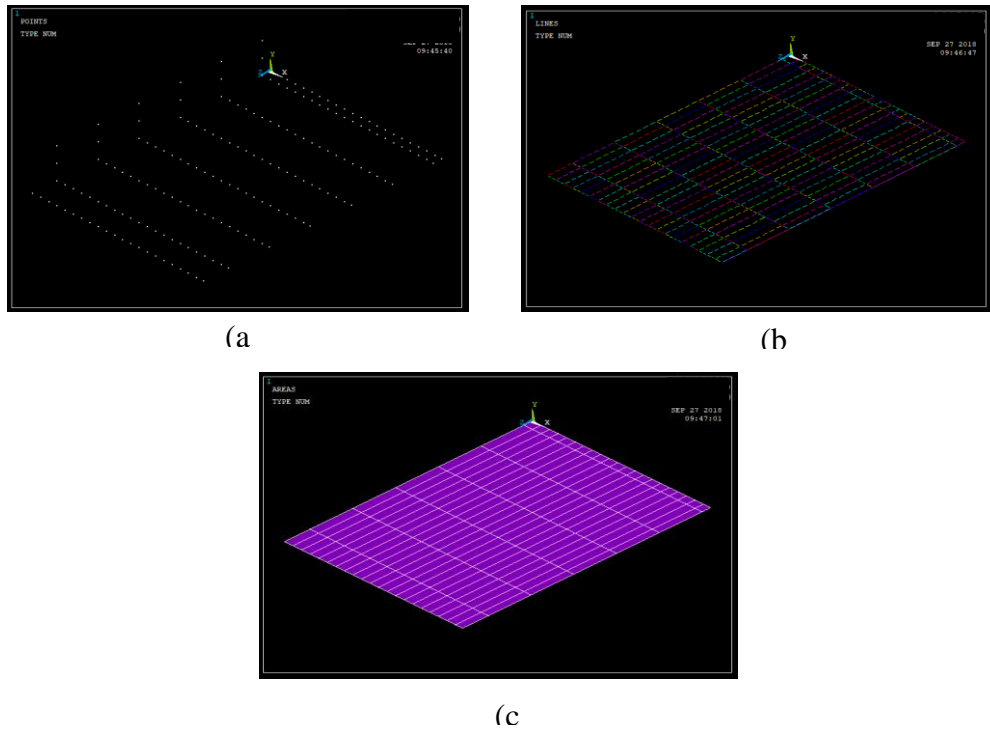 1
POINTS
TYPE NUM
09:45:40
Y
Z
X
(a
1
LINES
TYPE NUM
SEP 27 2018
09:46:47
Y
Z
X
(b
1
AREAS
TYPE NUM
SEP 27 2018
09:47:01
Y
Z
X
(c